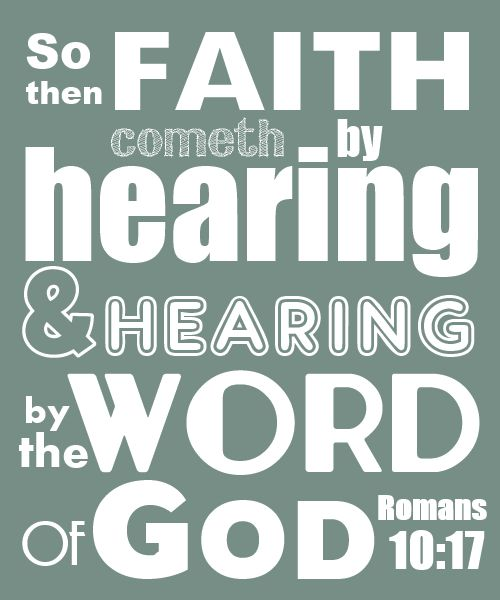 So then FAITH
cometh by
hearing
& HEARING
by the WORD
of GOD Romans 10:17